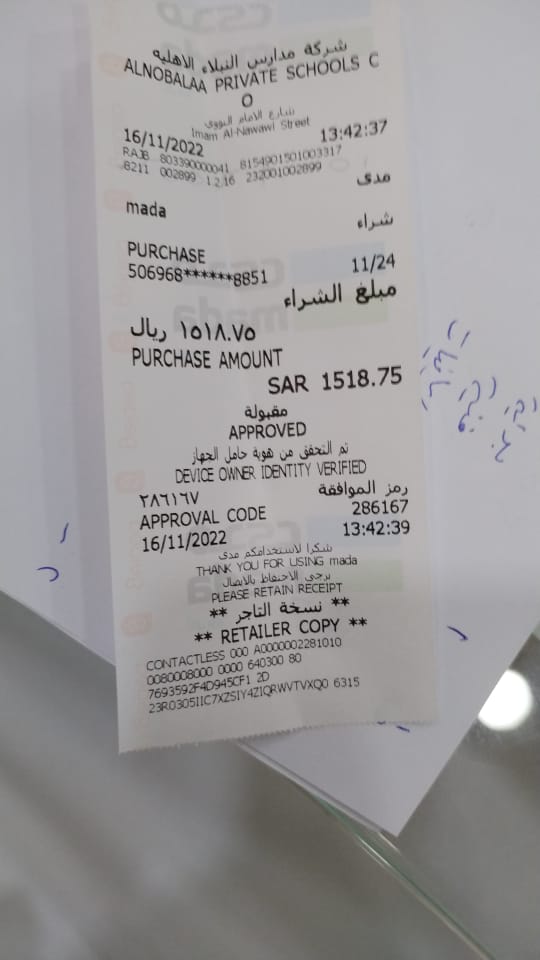 شركة مدارس النبلاء الاهليه
ALNOBALAA PRIVATE SCHOOLS C
O
شارع الامام النووي
Imam Al-Nawawi Street
16/11/2022 13:42:37
RAJB 80339000041 8154901501003317
8211 002899 1.2.16 232001002899
مدى
mada
شراء
PURCHASE
506968******8851 11/24
مبلغ الشراء
١٥١٨.٧٥ ريال
PURCHASE AMOUNT
SAR 1518.75
مقبولة
APPROVED
تم التحقق من هوية حامل الجهاز
DEVICE OWNER IDENTITY VERIFIED
٢٨٦١٦٧ رمز الموافقة
APPROVAL CODE 286167
16/11/2022 13:42:39
شكرا لاستخدامكم مدى
THANK YOU FOR USING mada
يرجى الاحتفاظ بالايصال
PLEASE RETAIN RECEIPT
** نسخة التاجر **
** RETAILER COPY **
CONTACTLESS 000 A0000002281010
0080008000 0000 640300 80
7693592F4D945CF1 2D
23R0305IIC7XZSIY4ZIQRWVTVXQ0 6315